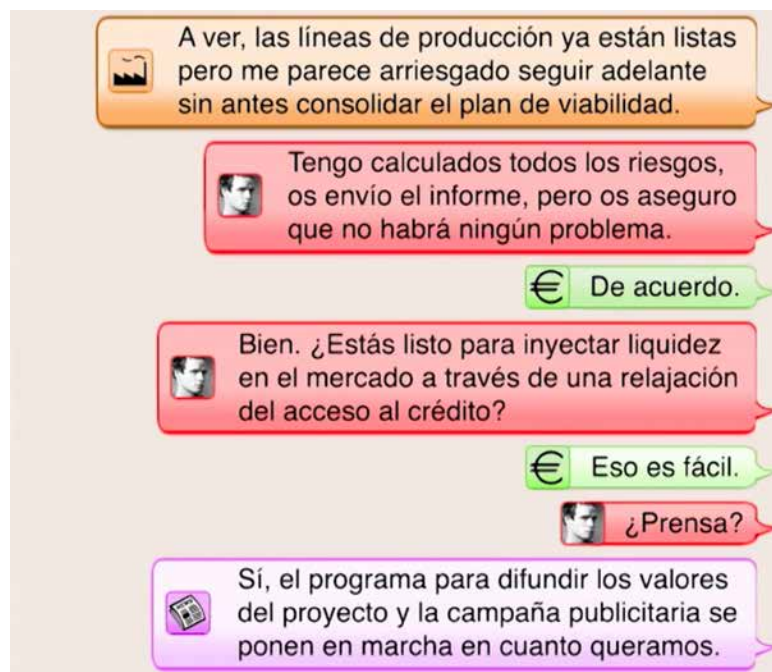 A ver, las líneas de producción ya están listas
pero me parece arriesgado seguir adelante
sin antes consolidar el plan de viabilidad.
Tengo calculados todos los riesgos,
os envío el informe, pero os aseguro
que no habrá ningún problema.
€ De acuerdo.
Bien. ¿Estás listo para inyectar liquidez
en el mercado a través de una relajación
del acceso al crédito?
€ Eso es fácil.
¿Prensa?
Sí, el programa para difundir los valores
del proyecto y la campaña publicitaria se
ponen en marcha en cuanto queramos.